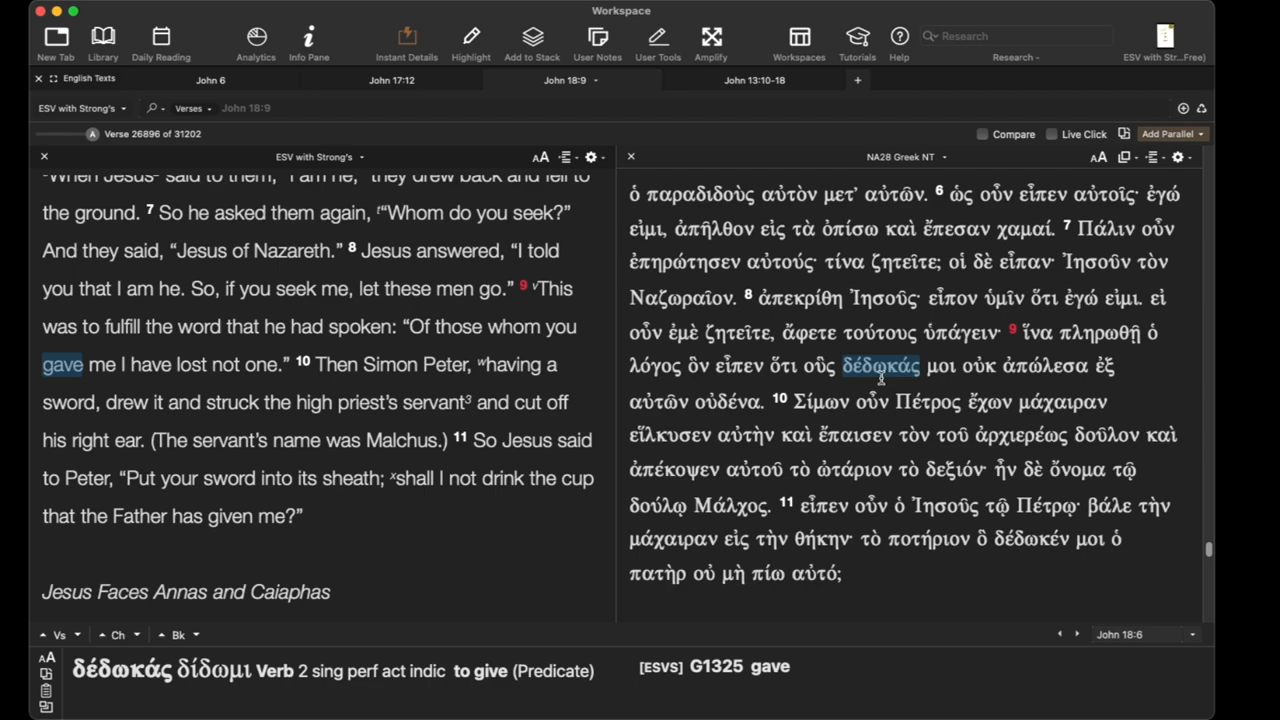 Workspace
New Tab Library Daily Reading Analytics Info Pane Instant Details Highlight Add to Stack User Notes User Tools Amplify Workspaces Tutorials Help Research Research - ESV with Str...Free)
English Texts John 6 John 17:12 John 18:9 John 13:10-18 +
ESV with Strong's Verses John 18:9
A Verse 26896 of 31202 Compare Live Click Add Parallel
ESV with Strong's AA
the ground. 7 So he asked them again, t“Whom do you seek?”
And they said, “Jesus of Nazareth.” 8 Jesus answered, “I told
you that I am he. So, if you seek me, let these men go.” 9 vThis
was to fulfill the word that he had spoken: “Of those whom you
gave me I have lost not one.” 10 Then Simon Peter, whaving a
sword, drew it and struck the high priest’s servant3 and cut off
his right ear. (The servant’s name was Malchus.) 11 So Jesus said
to Peter, “Put your sword into its sheath; xshall I not drink the cup
that the Father has given me?”
Jesus Faces Annas and Caiaphas
NA28 Greek NT AA
ὁ παραδιδοὺς αὐτὸν μετ’ αὐτῶν. 6 ὡς οὖν εἶπεν αὐτοῖς· ἐγώ
εἰμι, ἀπῆλθον εἰς τὰ ὀπίσω καὶ ἔπεσαν χαμαί. 7 Πάλιν οὖν
ἐπηρώτησεν αὐτούς· τίνα ζητεῖτε; οἱ δὲ εἶπαν· Ἰησοῦν τὸν
Ναζωραῖον. 8 ἀπεκρίθη Ἰησοῦς· εἶπον ὑμῖν ὅτι ἐγώ εἰμι. εἰ
οὖν ἐμὲ ζητεῖτε, ἄφετε τούτους ὑπάγειν· 9 ἵνα πληρωθῇ ὁ
λόγος ὃν εἶπεν ὅτι οὓς δέδωκάς μοι οὐκ ἀπώλεσα ἐξ
αὐτῶν οὐδένα. 10 Σίμων οὖν Πέτρος ἔχων μάχαιραν
εἵλκυσεν αὐτὴν καὶ ἔπαισεν τὸν τοῦ ἀρχιερέως δοῦλον καὶ
ἀπέκοψεν αὐτοῦ τὸ ὠτάριον τὸ δεξιόν· ἦν δὲ ὄνομα τῷ
δούλῳ Μάλχος. 11 εἶπεν οὖν ὁ Ἰησοῦς τῷ Πέτρῳ· βάλε τὴν
μάχαιραν εἰς τὴν θήκην· τὸ ποτήριον ὃ δέδωκέν μοι ὁ
πατὴρ οὐ μὴ πίω αὐτό;
Vs Ch Bk John 18:6
AA δέδωκάς δίδωμι Verb 2 sing perf act indic to give (Predicate) [ESVS] G1325 gave